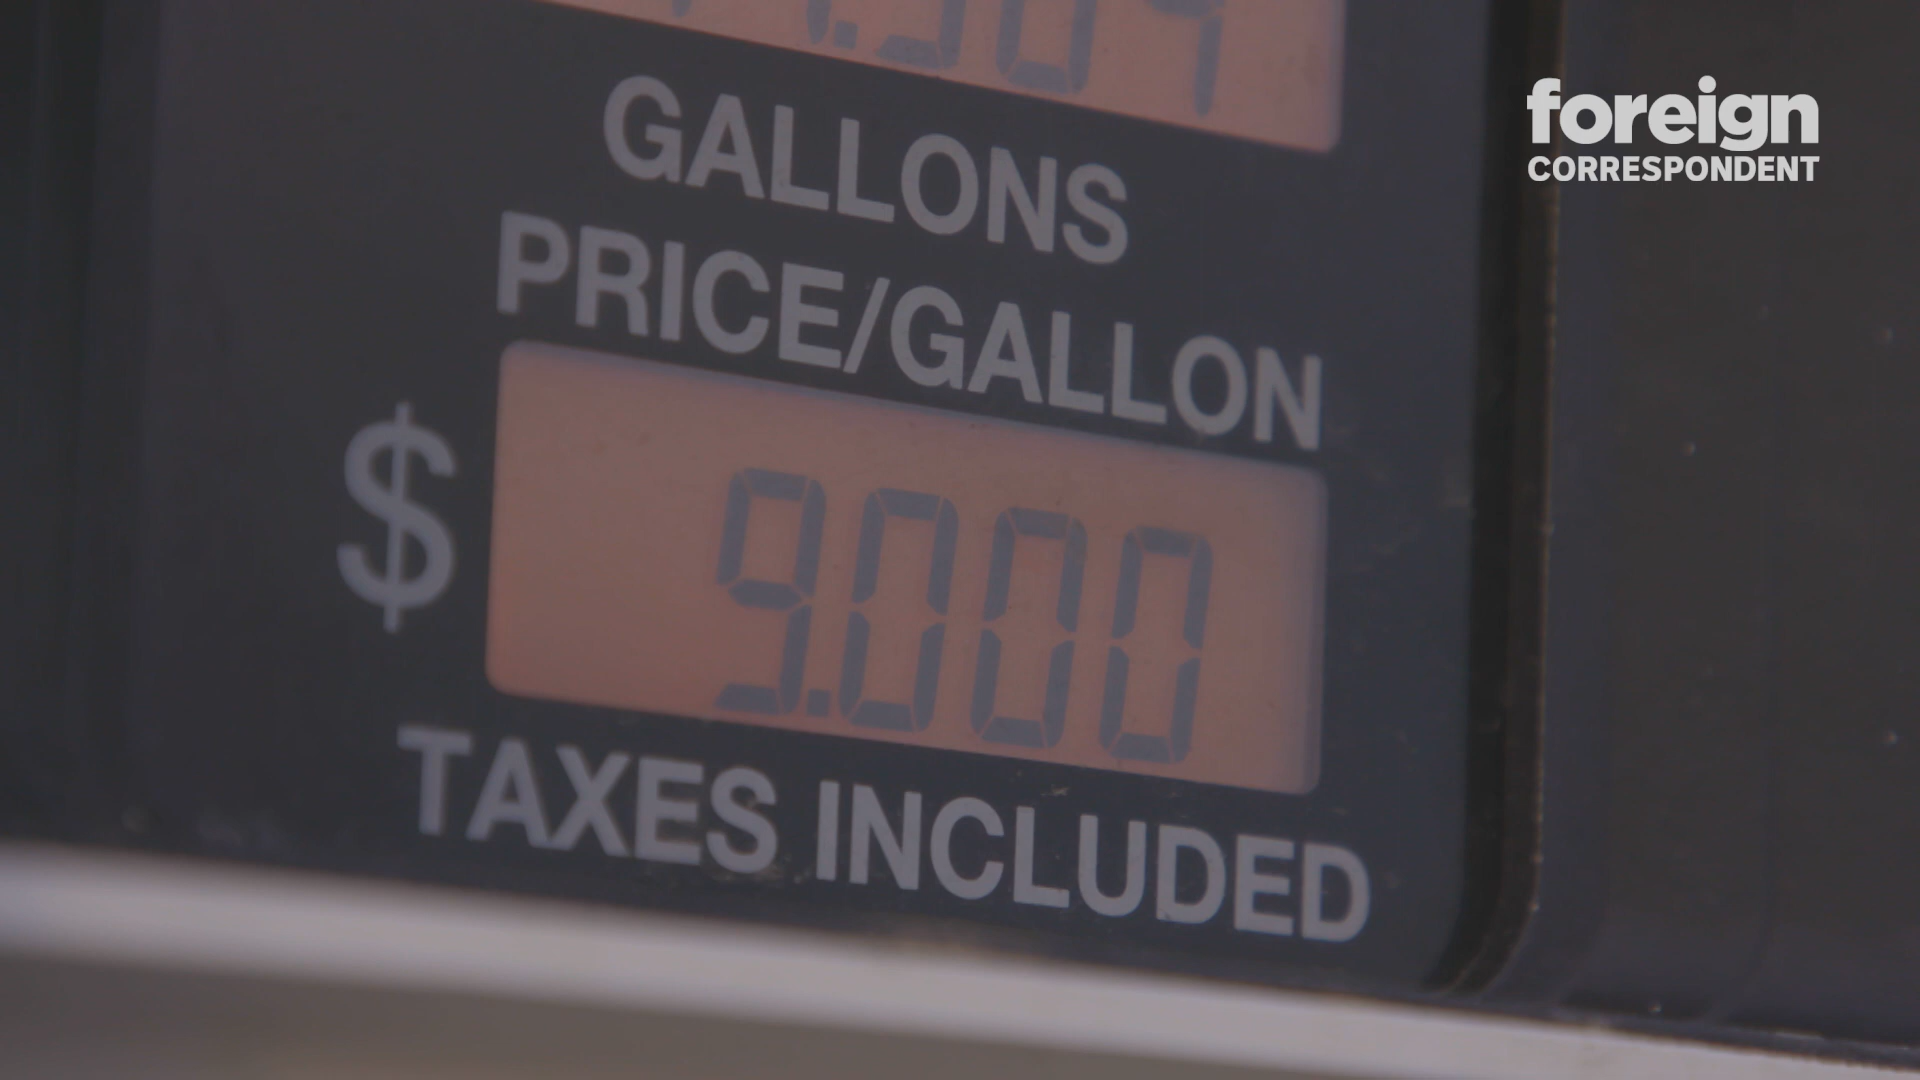 foreign
CORRESPONDENT
GALLONS
PRICE/GALLON
$ 9.000
TAXES INCLUDED